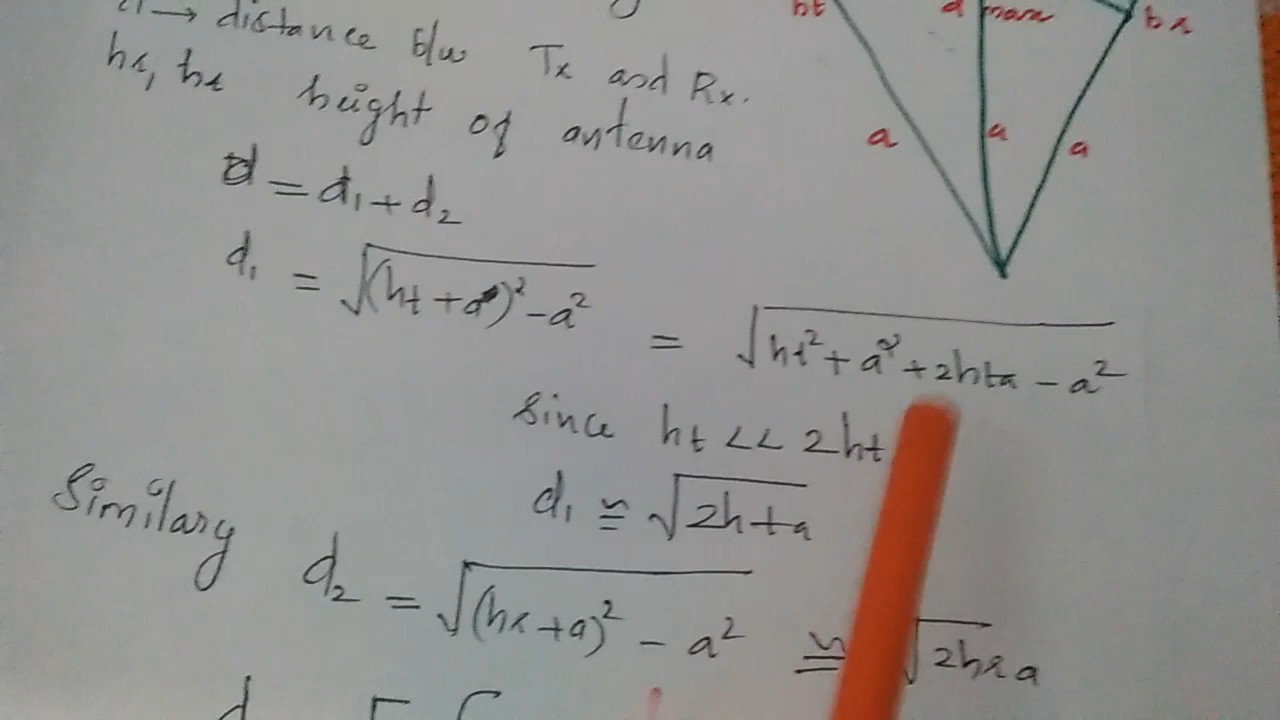 d → distance b/w Tx and Rx.
ht, hr height of antenna
d = d₁ + d₂
d₁ = √(ht + a)² - a²
= √ht² + a² + 2hta - a²
since ht << 2ht
d₁ ≅ √2hta
Similary d₂ = √(hr + a)² - a² ≅ √2hra
ht
d
hr
a
a
a